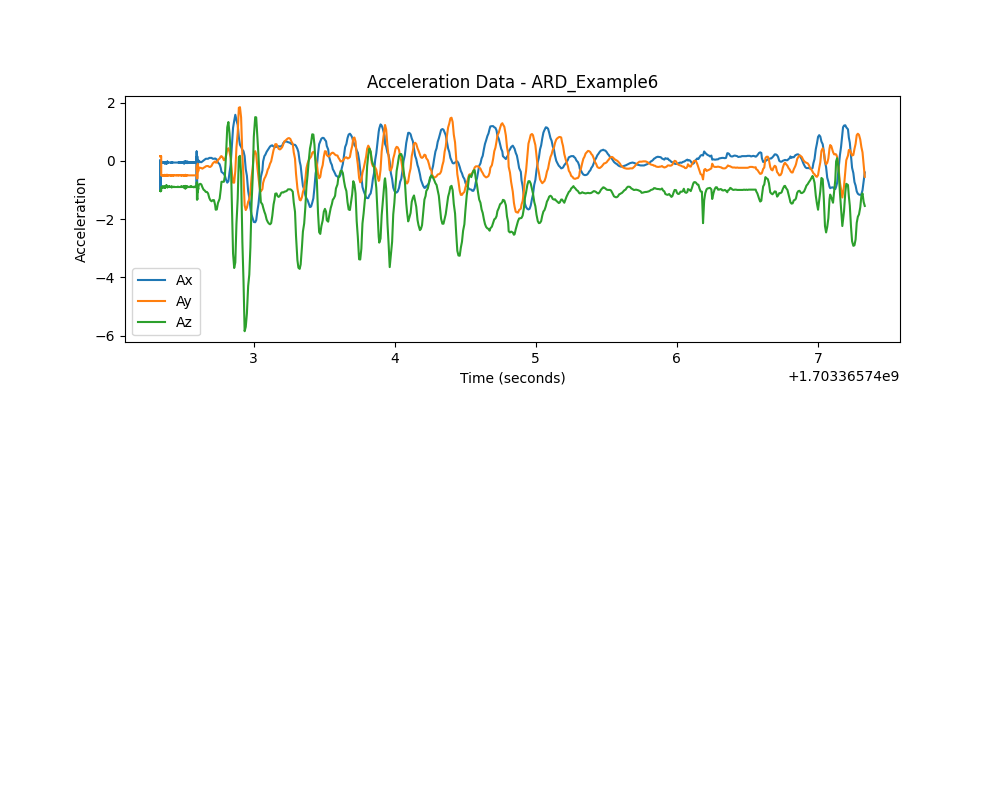 Acceleration Data - ARD_Example6
2
0
−2
−4
−6
Acceleration
Ax
Ay
Az
3 4 5 6 7
Time (seconds)
+1.70336574e9